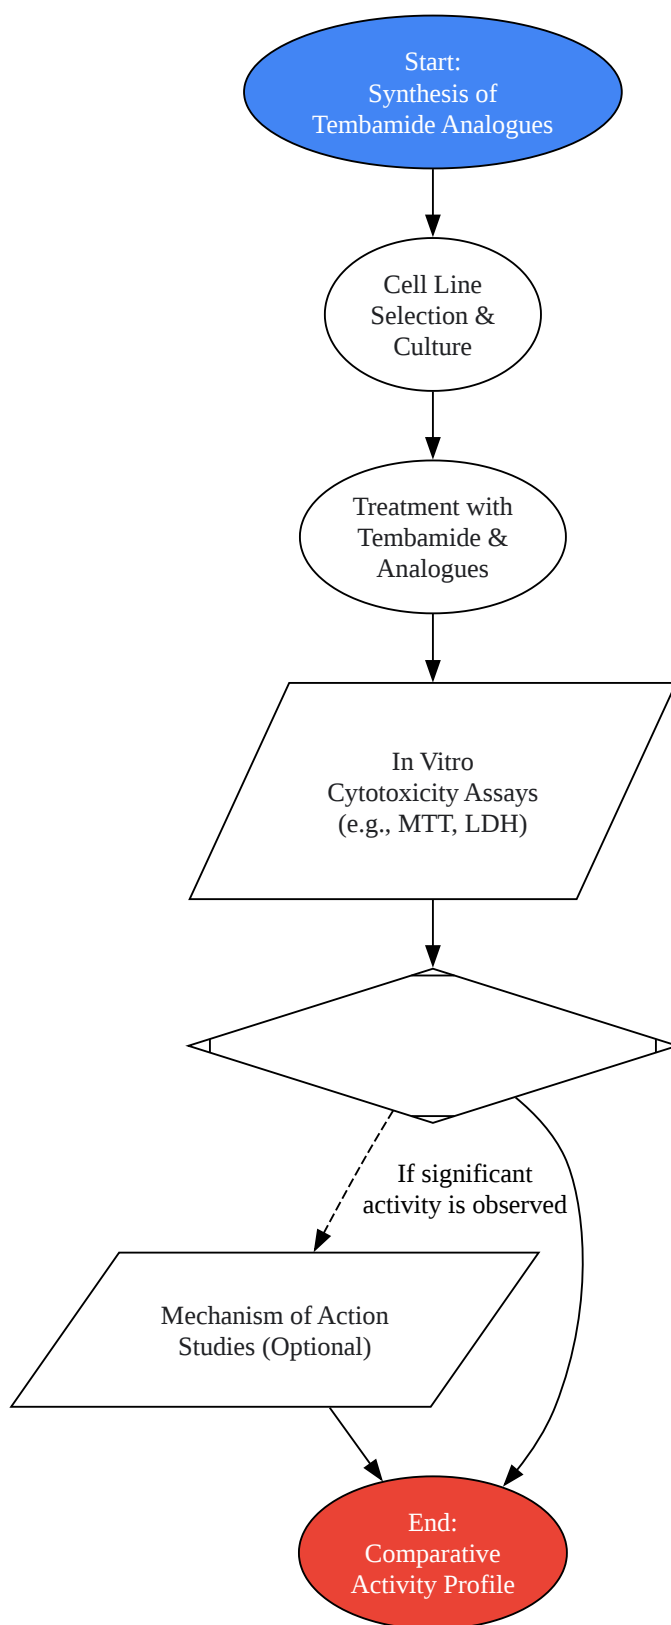 Start:
Synthesis of
Tembamide Analogues
Cell Line
Selection &
Culture
Treatment with
Tembamide &
Analogues
In Vitro
Cytotoxicity Assays
(e.g., MTT, LDH)
If significant
activity is observed
Mechanism of Action
Studies (Optional)
End:
Comparative
Activity Profile